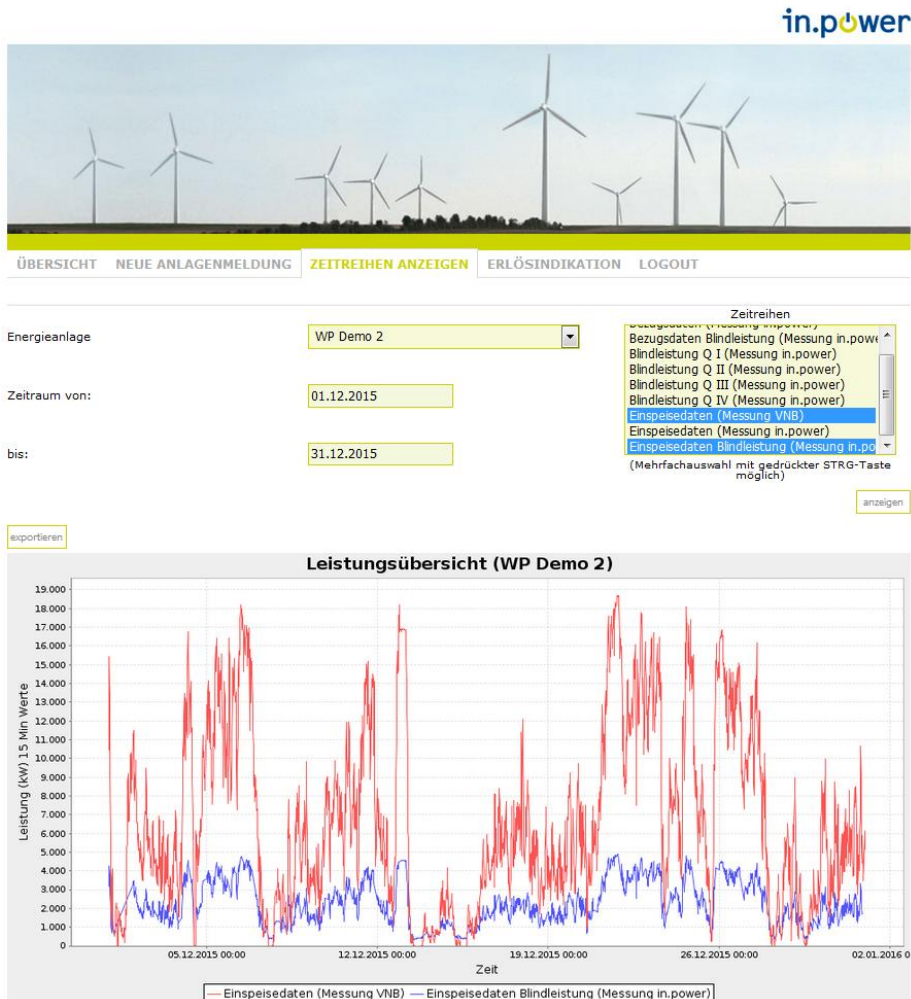 in.power
ÜBERSICHT NEUE ANLAGENMELDUNG ZEITREIHEN ANZEIGEN ERLÖSINDIKATION LOGOUT
Zeitreihen
Energieanlage
WP Demo 2
Bezugsdaten (Messung in.power)
Bezugsdaten Blindleistung (Messung in.powe
Blindleistung Q I (Messung in.power)
Blindleistung Q II (Messung in.power)
Blindleistung Q III (Messung in.power)
Blindleistung Q IV (Messung in.power)
Einspeisedaten (Messung VNB)
Einspeisedaten (Messung in.power)
Einspeisedaten Blindleistung (Messung in.po
Zeitraum von:
01.12.2015
bis:
31.12.2015
(Mehrfachauswahl mit gedrückter STRG-Taste
möglich)
anzeigen
exportieren
Leistungsübersicht (WP Demo 2)
Leistung (kW) 15 Min Werte
19.000
18.000
17.000
16.000
15.000
14.000
13.000
12.000
11.000
10.000
9.000
8.000
7.000
6.000
5.000
4.000
3.000
2.000
1.000
0
05.12.2015 00:00 12.12.2015 00:00 19.12.2015 00:00 26.12.2015 00:00 02.01.2016 0
Zeit
Einspeisedaten (Messung VNB) Einspeisedaten Blindleistung (Messung in.power)